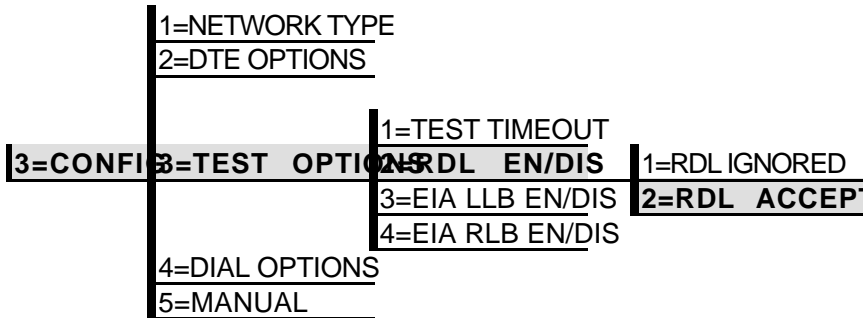 1=NETWORK TYPE
2=DTE OPTIONS
1=TEST TIMEOUT
3=CONFIG 3=TEST OPTIONS 2=RDL EN/DIS 1=RDL IGNORED
3=EIA LLB EN/DIS 2=RDL ACCEPT
4=EIA RLB EN/DIS
4=DIAL OPTIONS
5=MANUAL